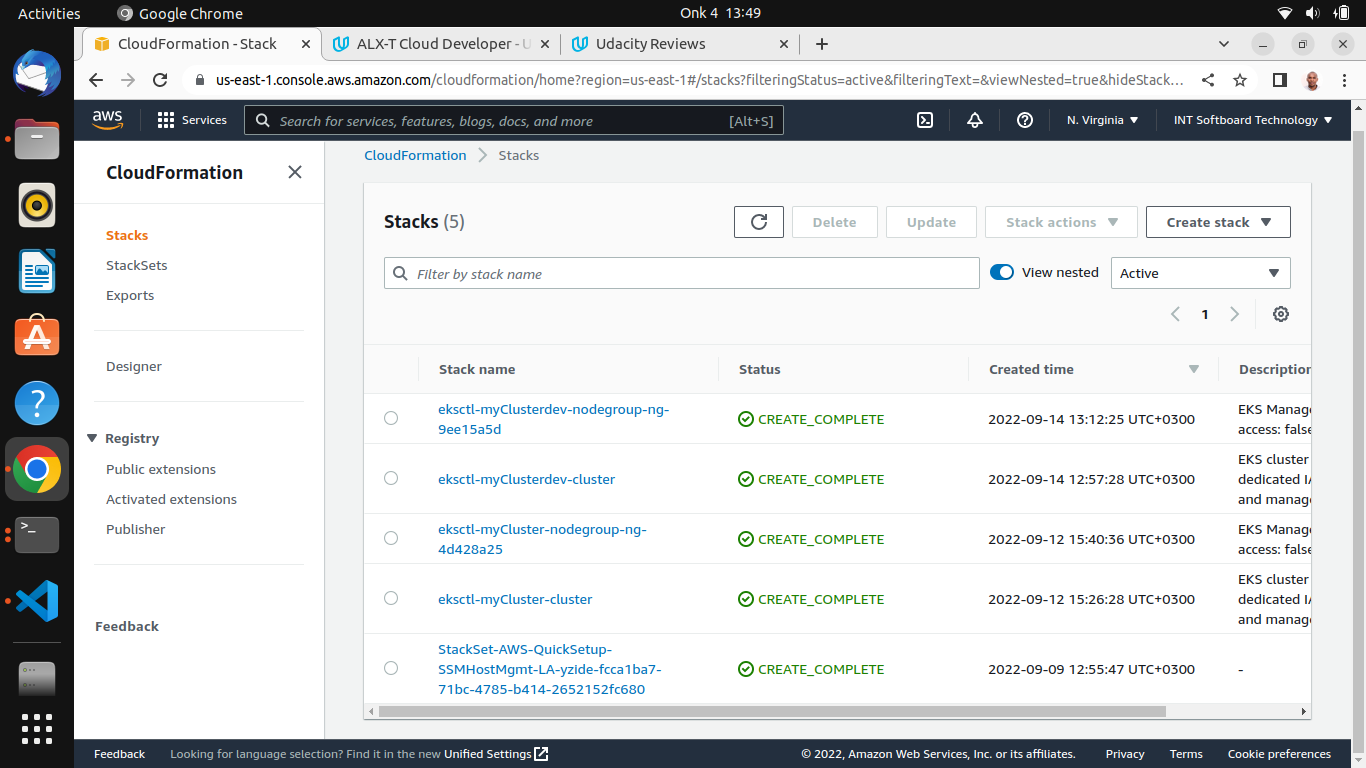 Activities
Google Chrome
Onk 4 13:49
CloudFormation - Stack
ALX-T Cloud Developer - U
Udacity Reviews
us-east-1.console.aws.amazon.com/cloudformation/home?region=us-east-1#/stacks?filteringStatus=active&filteringText=&viewNested=true&hideStack...
aws
Services
Search for services, features, blogs, docs, and more
[Alt+S]
N. Virginia
INT Softboard Technology
CloudFormation
Stacks
StackSets
Exports
Designer
Registry
Public extensions
Activated extensions
Publisher
Feedback
CloudFormation
Stacks
Stacks (5)
Delete
Update
Stack actions
Create stack
Filter by stack name
View nested
Active
1
Stack name
Status
Created time
Description
eksctl-myClusterdev-nodegroup-ng-
9ee15a5d
CREATE_COMPLETE
2022-09-14 13:12:25 UTC+0300
EKS Manage
access: false
eksctl-myClusterdev-cluster
CREATE_COMPLETE
2022-09-14 12:57:28 UTC+0300
EKS cluster
dedicated IA
and manage
eksctl-myCluster-nodegroup-ng-
4d428a25
CREATE_COMPLETE
2022-09-12 15:40:36 UTC+0300
EKS Manage
access: false
eksctl-myCluster-cluster
CREATE_COMPLETE
2022-09-12 15:26:28 UTC+0300
EKS cluster
dedicated IA
and manage
StackSet-AWS-QuickSetup-
SSMHostMgmt-LA-yzide-fcca1ba7-
71bc-4785-b414-2652152fc680
CREATE_COMPLETE
2022-09-09 12:55:47 UTC+0300
-
Feedback
Looking for language selection? Find it in the new Unified Settings
© 2022, Amazon Web Services, Inc. or its affiliates.
Privacy
Terms
Cookie preferences